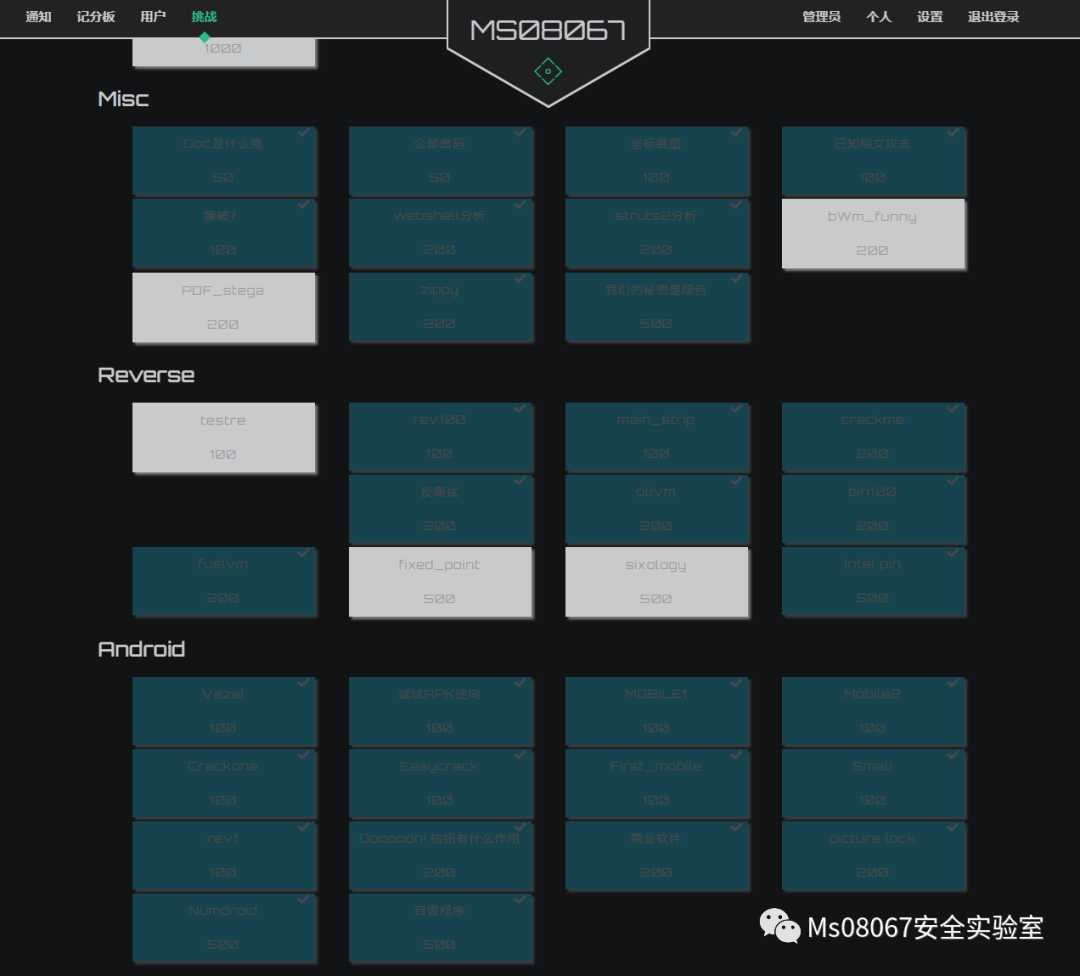 通知 记分板 用户 挑战 MS08067 管理员 个人 设置 退出登录
1000
Misc
Doc是什么鬼 公邮密码 坐标画图 已知明文攻击
50 50 100 100
爆破? webshell分析 struts2分析 bWm_funny
100 200 200 200
PDF_stega zippy 我们的秘密是绿色
200 200 500
Reverse
testre rev100 main_strip crackme
100 100 100 200
反调试 ollvm bin100
200 200 200
fuelvm fixed_point sixology intel pin
200 500 500 500
Android
Vezel 试试APK逆向 MOBILE1 Mobile2
100 100 100 100
Crackone Easycrack First_mobile Smali
100 100 100 100
rev1 Dooooooh! 按钮有什么作用 商业软件 picture lock
100 200 200 200
Numdroid 自毁程序
500 500
Ms08067安全实验室